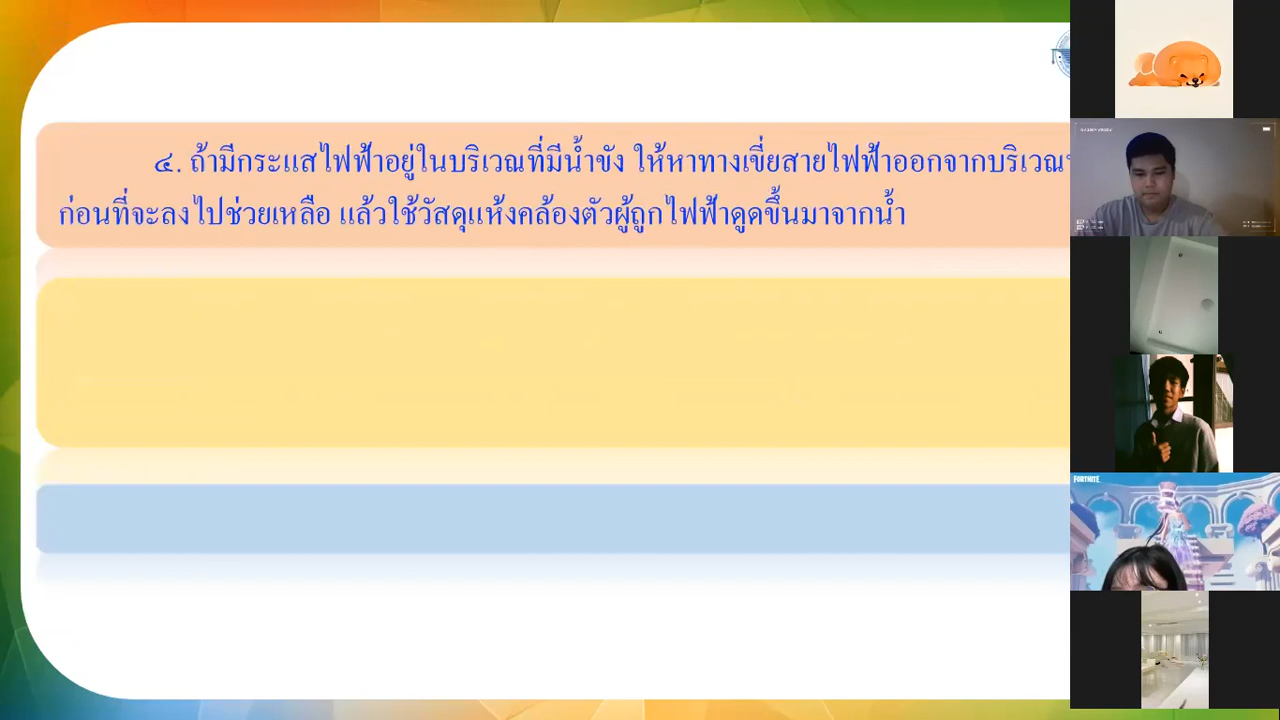 ๔. ถ้ามีกระแสไฟฟ้าอยู่ในบริเวณที่มีน้ำขัง ให้หาทางเขี่ยสายไฟฟ้าออกจากบริเวณ
ก่อนที่จะลงไปช่วยเหลือ แล้วใช้วัสดุแห้งคล้องตัวผู้ถูกไฟฟ้าดูดขึ้นมาจากน้ำ
FORTNITE